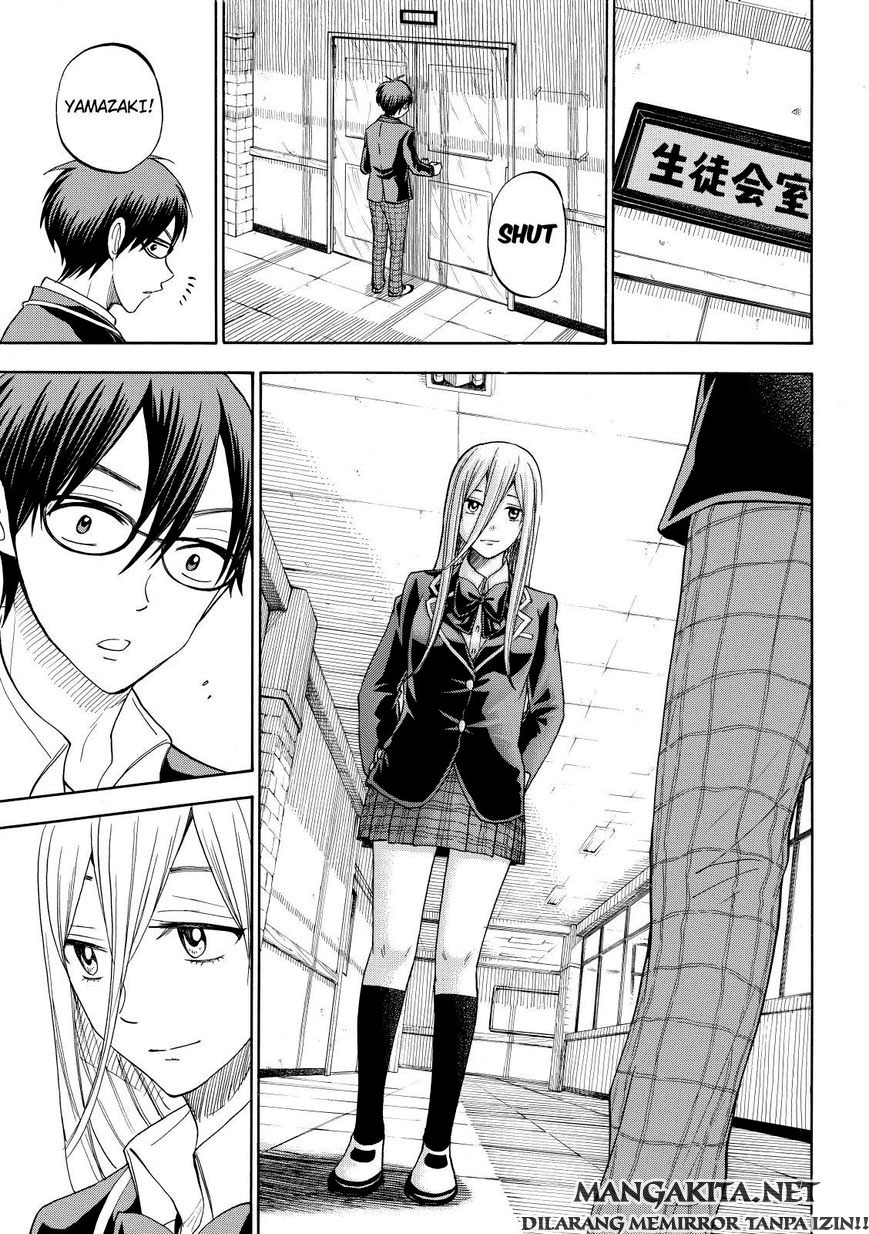 生徒会室
SHUT
YAMAZAKI!
MANGAKITA.NET
DILARANG MEMIRROR TANPA IZIN!!